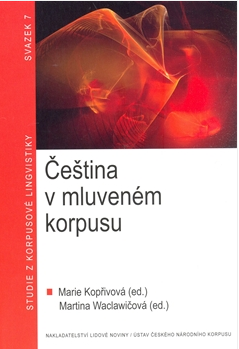 STUDIE Z KORPUSOVÉ LINGVISTIKY
SVAZEK 7
Čeština
v mluveném
korpusu
Marie Kopřivová (ed.)
Martina Waclawičová (ed.)
NAKLADATELSTVÍ LIDOVÉ NOVINY / ÚSTAV ČESKÉHO NÁRODNÍHO KORPUSU